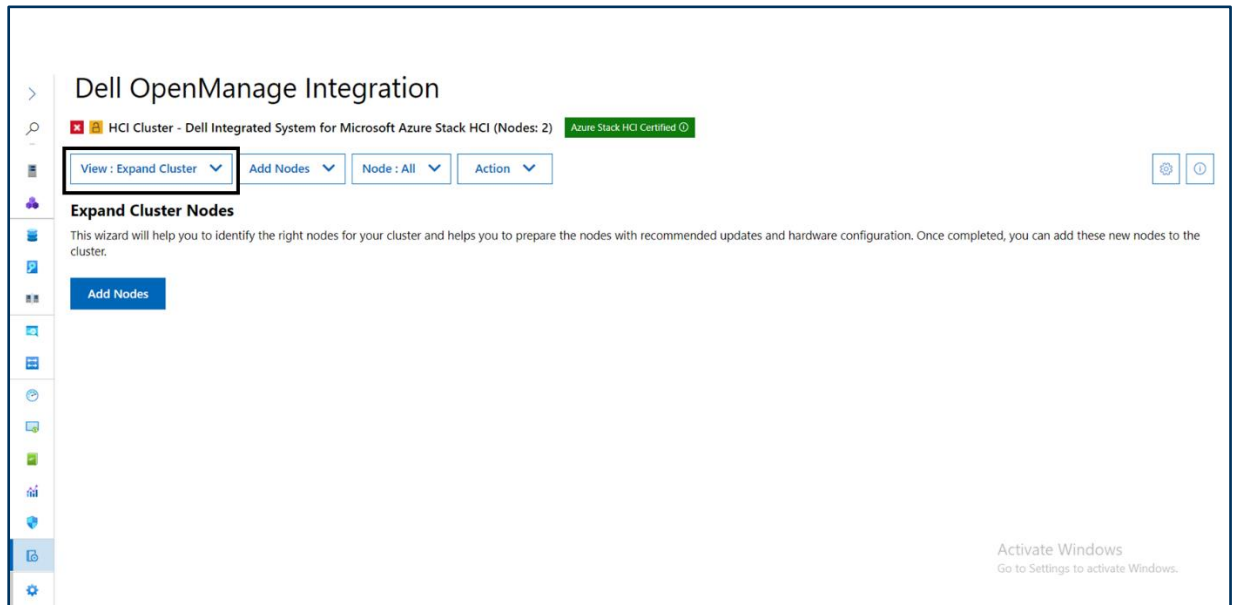 Dell OpenManage Integration
HCI Cluster - Dell Integrated System for Microsoft Azure Stack HCI (Nodes: 2) Azure Stack HCI Certified
View : Expand Cluster Add Nodes Node : All Action
Expand Cluster Nodes
This wizard will help you to identify the right nodes for your cluster and helps you to prepare the nodes with recommended updates and hardware configuration. Once completed, you can add these new nodes to the
cluster.
Add Nodes
Activate Windows
Go to Settings to activate Windows.